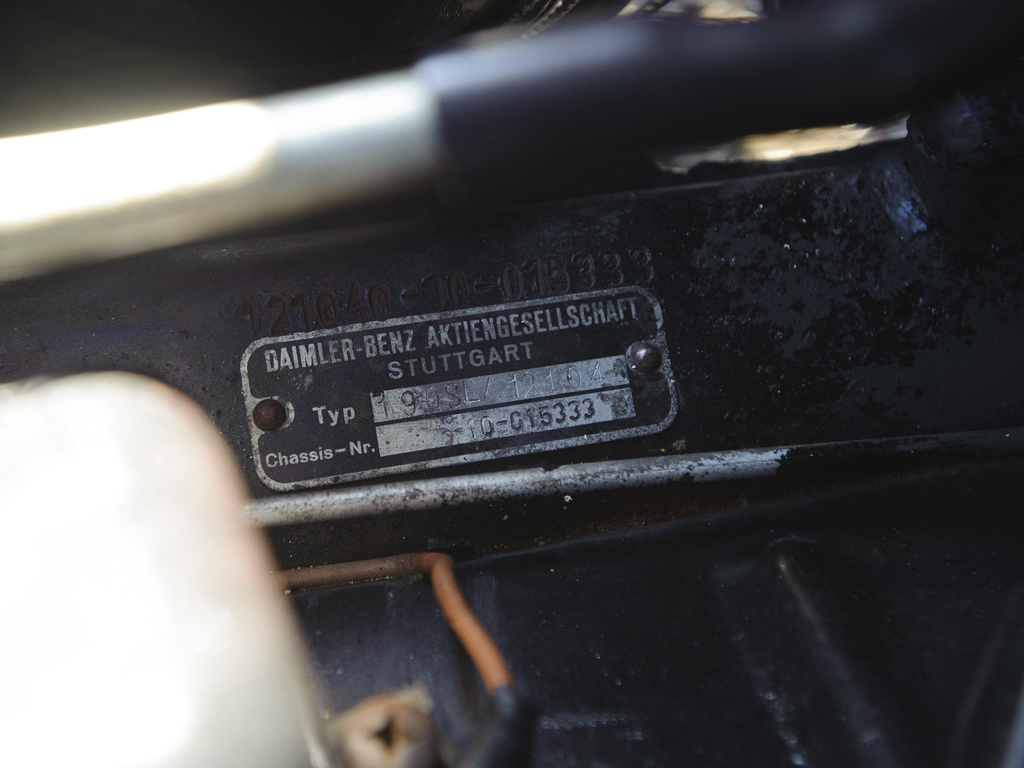 121040-10-015333
DAIMLER-BENZ AKTIENGESELLSCHAFT
STUTTGART
Typ 190SL/12104
Chassis-Nr. 10-015333